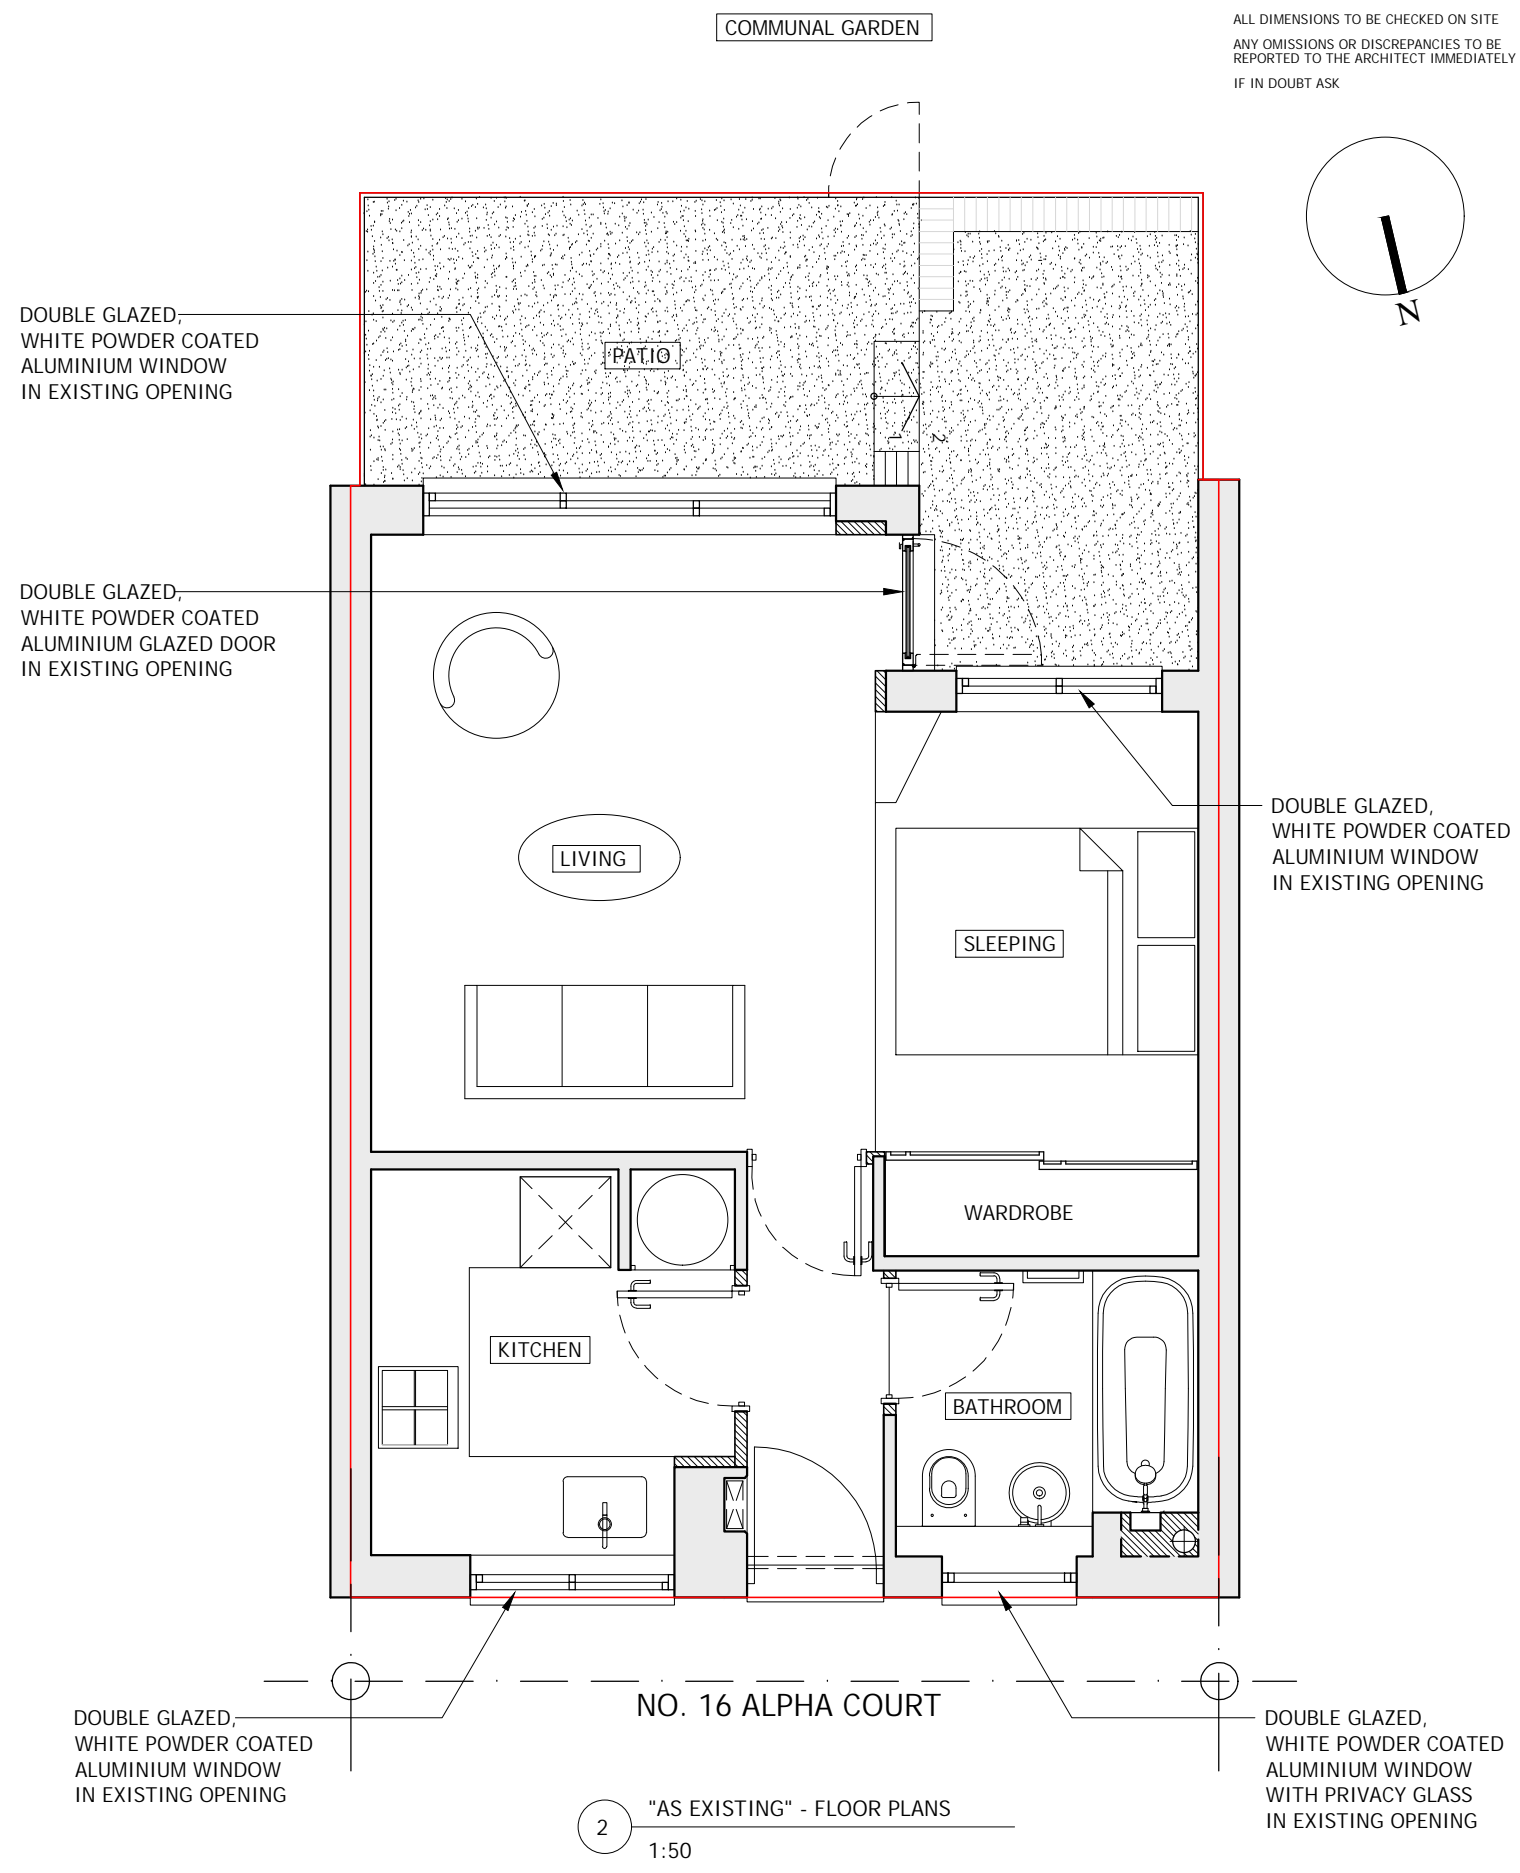 COMMUNAL GARDEN
ALL DIMENSIONS TO BE CHECKED ON SITE
ANY OMISSIONS OR DISCREPANCIES TO BE
REPORTED TO THE ARCHITECT IMMEDIATELY
IF IN DOUBT ASK
N
DOUBLE GLAZED,
WHITE POWDER COATED
ALUMINIUM WINDOW
IN EXISTING OPENING
PATIO
1
2
DOUBLE GLAZED,
WHITE POWDER COATED
ALUMINIUM GLAZED DOOR
IN EXISTING OPENING
DOUBLE GLAZED,
WHITE POWDER COATED
ALUMINIUM WINDOW
IN EXISTING OPENING
LIVING
SLEEPING
WARDROBE
KITCHEN
BATHROOM
NO. 16 ALPHA COURT
DOUBLE GLAZED,
WHITE POWDER COATED
ALUMINIUM WINDOW
IN EXISTING OPENING
DOUBLE GLAZED,
WHITE POWDER COATED
ALUMINIUM WINDOW
WITH PRIVACY GLASS
IN EXISTING OPENING
2
"AS EXISTING" - FLOOR PLANS
1:50